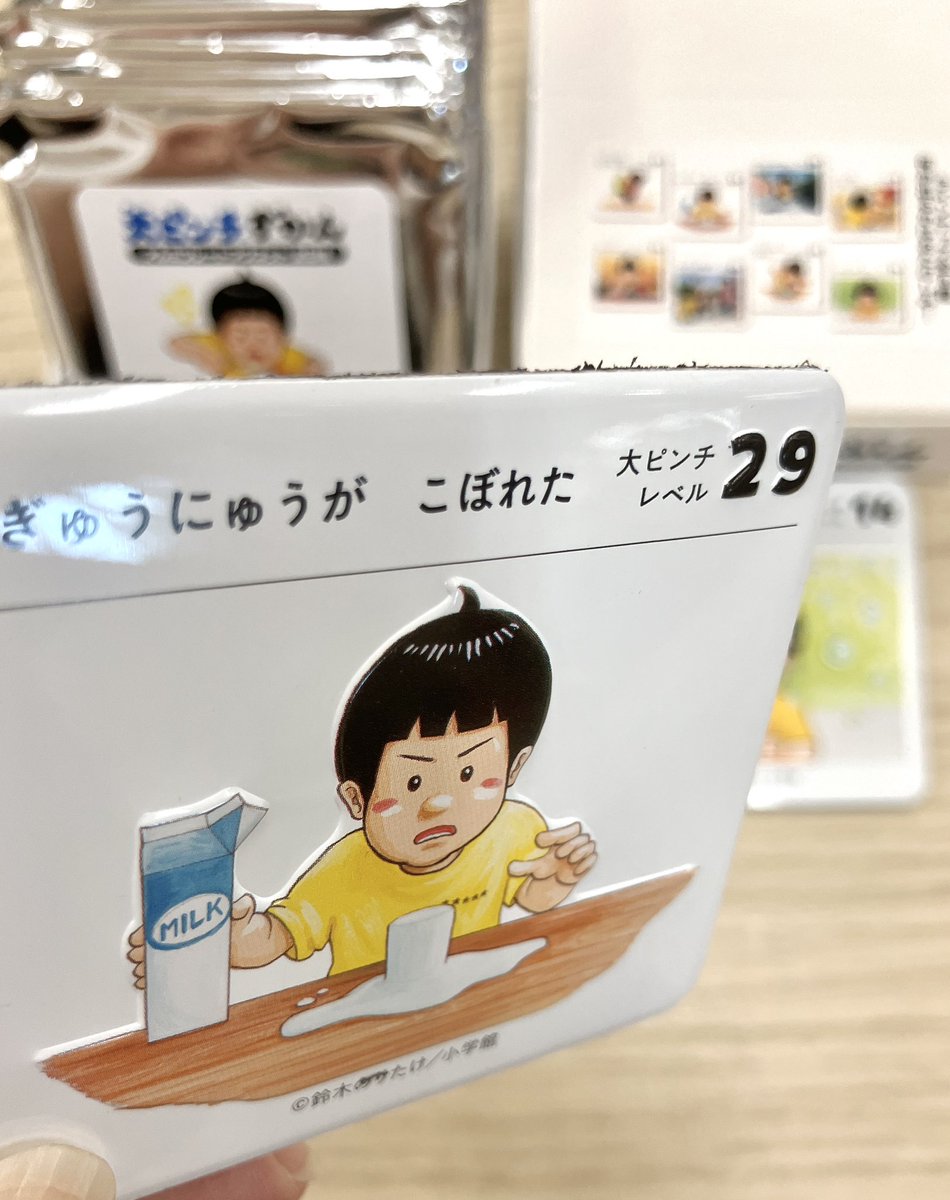 大ピンチずかん
ぎゅうにゅうが こぼれた
大ピンチ
レベル 29
MILK
©鈴木のりたけ/小学館